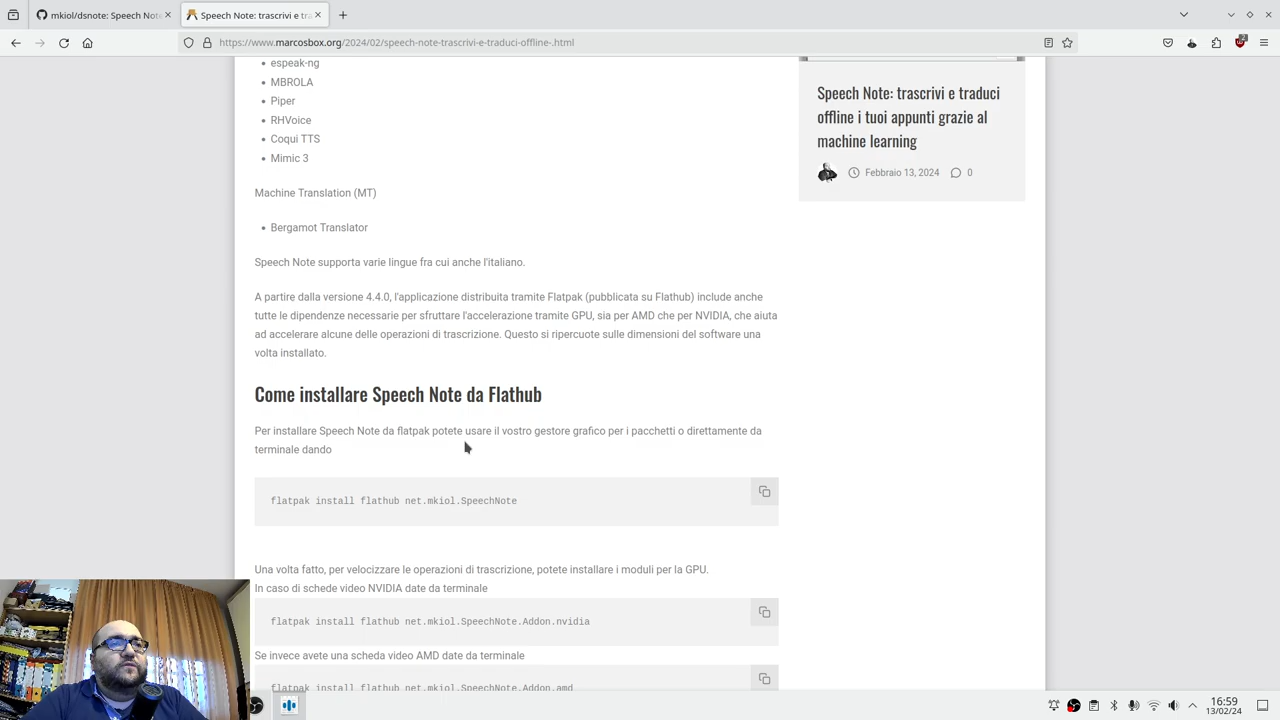 mkiol/dsnote: Speech Note
Speech Note: trascrivi e tra
https://www.marcosbox.org/2024/02/speech-note-trascrivi-e-traduci-offline-.html
espeak-ng
MBROLA
Piper
RHVoice
Coqui TTS
Mimic 3
Machine Translation (MT)
Bergamot Translator
Speech Note supporta varie lingue fra cui anche l'italiano.
A partire dalla versione 4.4.0, l'applicazione distribuita tramite Flatpak (pubblicata su Flathub) include anche
tutte le dipendenze necessarie per sfruttare l'accelerazione tramite GPU, sia per AMD che per NVIDIA, che aiuta
ad accelerare alcune delle operazioni di trascrizione. Questo si ripercuote sulle dimensioni del software una
volta installato.
Come installare Speech Note da Flathub
Per installare Speech Note da flatpak potete usare il vostro gestore grafico per i pacchetti o direttamente da
terminale dando
flatpak install flathub net.mkiol.SpeechNote
Una volta fatto, per velocizzare le operazioni di trascrizione, potete installare i moduli per la GPU.
In caso di schede video NVIDIA date da terminale
flatpak install flathub net.mkiol.SpeechNote.Addon.nvidia
Se invece avete una scheda video AMD date da terminale
flatpak install flathub net.mkiol.SpeechNote.Addon.amd
Speech Note: trascrivi e traduci
offline i tuoi appunti grazie al
machine learning
Febbraio 13, 2024
0
16:59
13/02/24